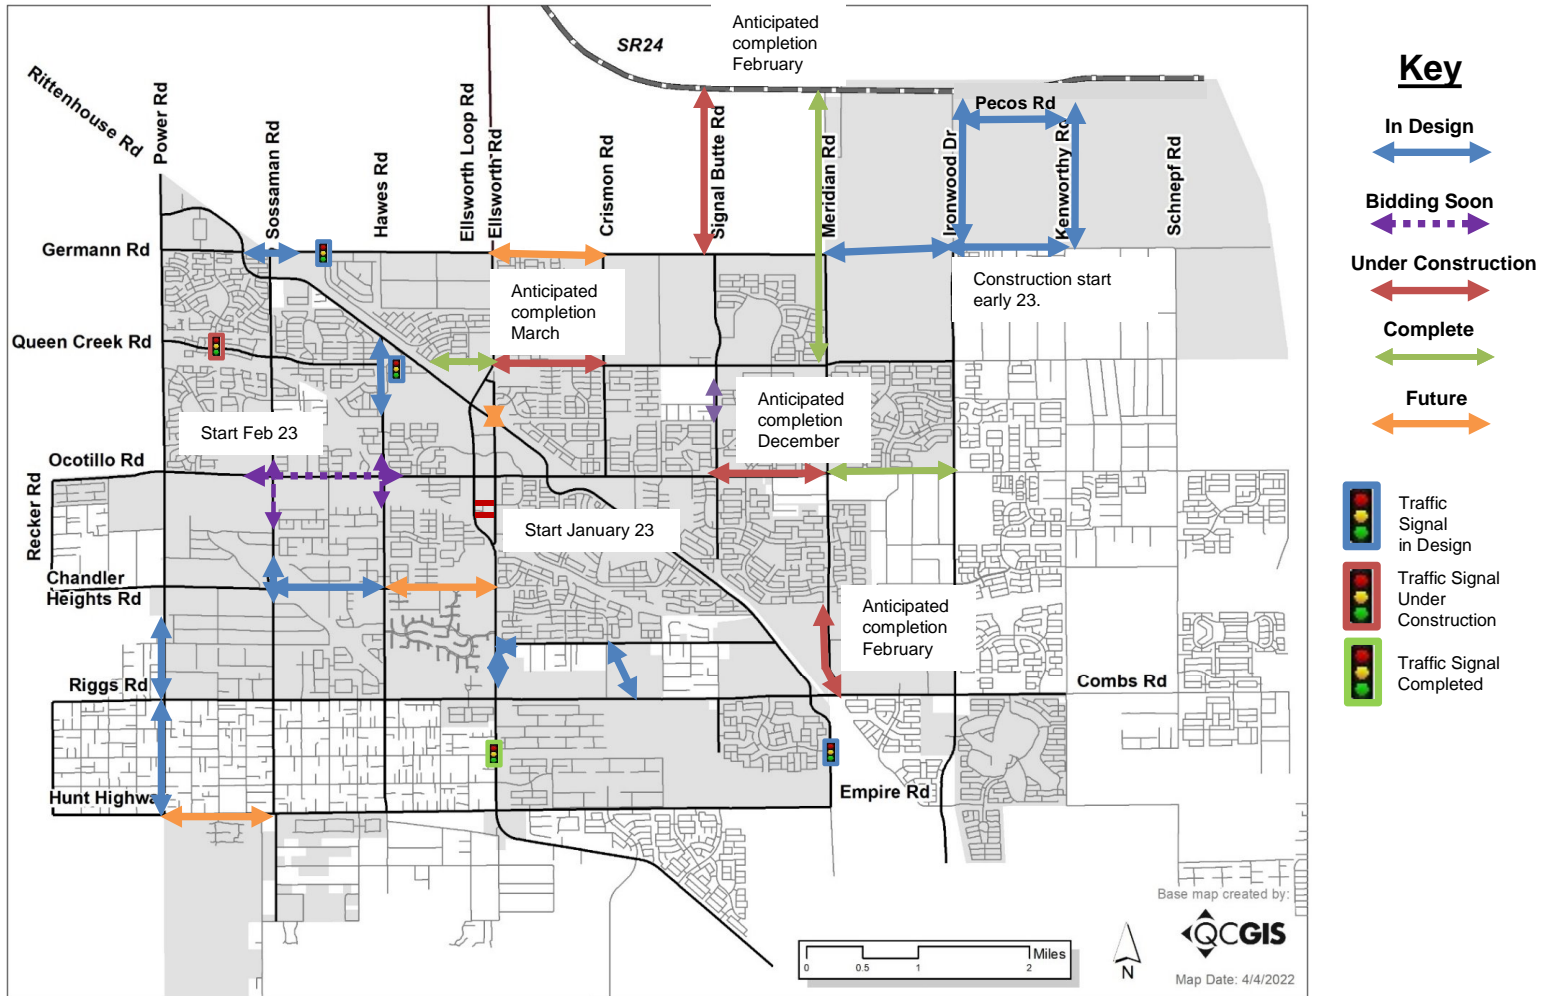 Anticipated
completion
February
SR24
Rittenhouse Rd
Power Rd
Sossaman Rd
Hawes Rd
Ellsworth Loop Rd
Ellsworth Rd
Crismon Rd
Signal Butte Rd
Meridian Rd
Ironwood Dr
Pecos Rd
Kenworthy Rd
Schnepf Rd
Germann Rd
Anticipated
completion
March
Construction start
early 23.
Queen Creek Rd
Anticipated
completion
December
Start Feb 23
Ocotillo Rd
Recker Rd
Start January 23
Chandler
Heights Rd
Anticipated
completion
February
Riggs Rd
Combs Rd
Hunt Highwa
Empire Rd
Base map created by:
QCGIS
Map Date: 4/4/2022
0 0.5 1 2
Miles
N
Key
In Design
Bidding Soon
Under Construction
Complete
Future
Traffic
Signal
in Design
Traffic Signal
Under
Construction
Traffic Signal
Completed